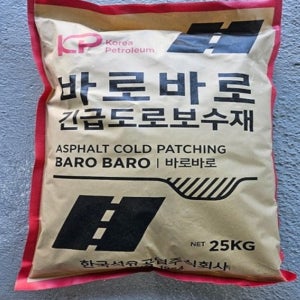 KP Korea
Petroleum
바로바로
긴급도로보수재
ASPHALT COLD PATCHING
BARO BARO | 바로바로
NET 25KG
한국석유공업주식회사